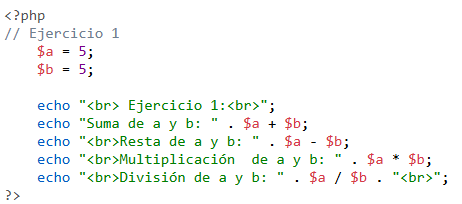 <?php
// Ejercicio 1
    $a = 5;
    $b = 5;

    echo "<br> Ejercicio 1:<br>";
    echo "Suma de a y b: " . $a + $b;
    echo "<br>Resta de a y b: " . $a - $b;
    echo "<br>Multiplicación  de a y b: " . $a * $b;
    echo "<br>División de a y b: " . $a / $b . "<br>";
?>